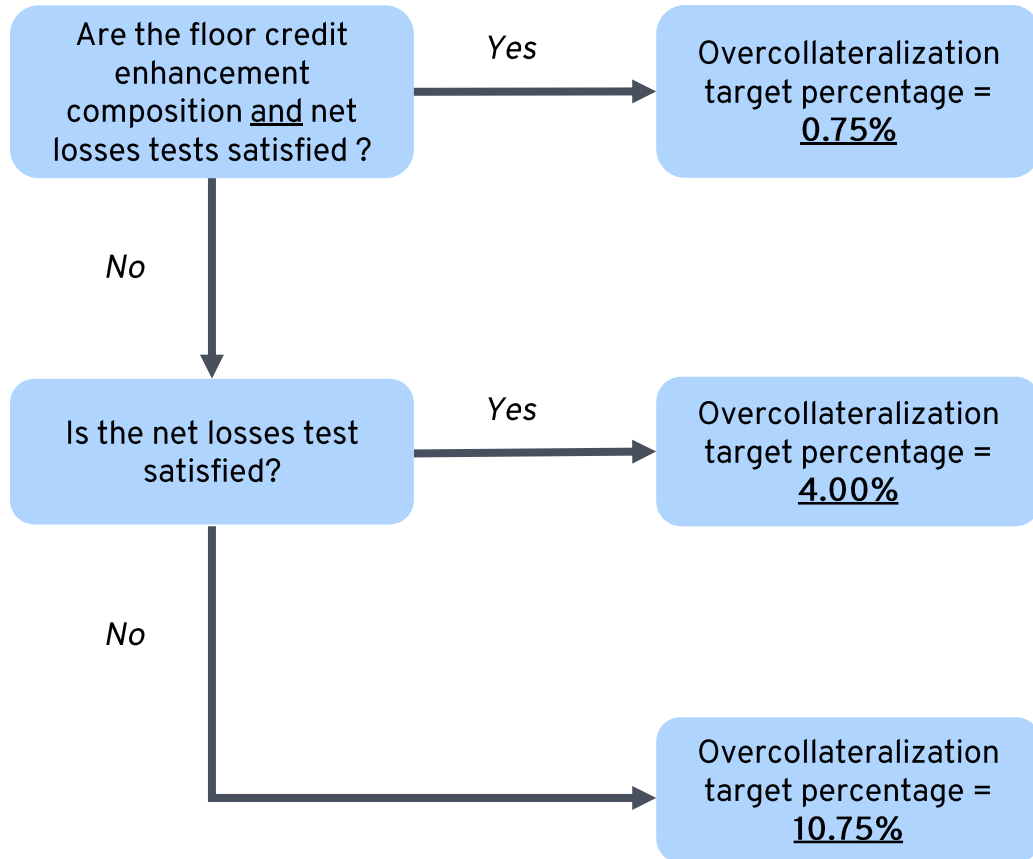 Are the floor credit
enhancement
composition and net
losses tests satisfied ?
Yes
Overcollateralization
target percentage =
0.75%
No
Is the net losses test
satisfied?
Yes
Overcollateralization
target percentage =
4.00%
No
Overcollateralization
target percentage =
10.75%